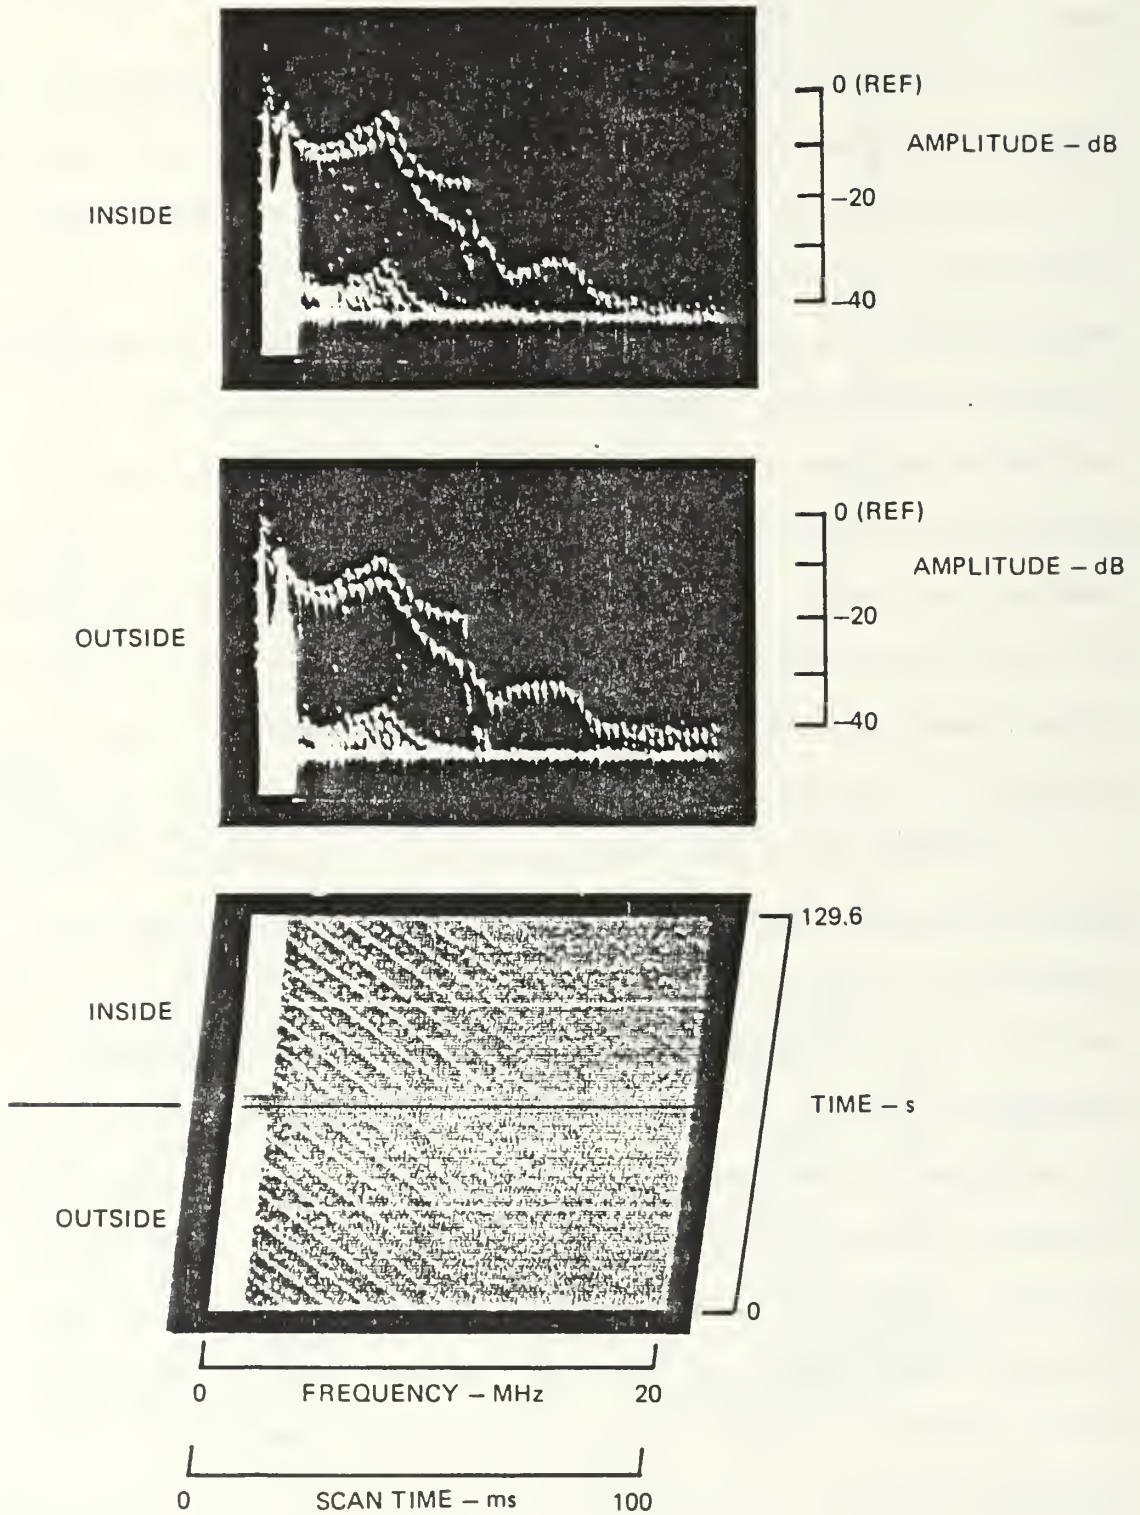 0 (REF)
AMPLITUDE – dB
–20
INSIDE
–40
0 (REF)
AMPLITUDE – dB
–20
OUTSIDE
–40
129.6
INSIDE
TIME – s
OUTSIDE
0
0 FREQUENCY – MHz 20
0 SCAN TIME – ms 100